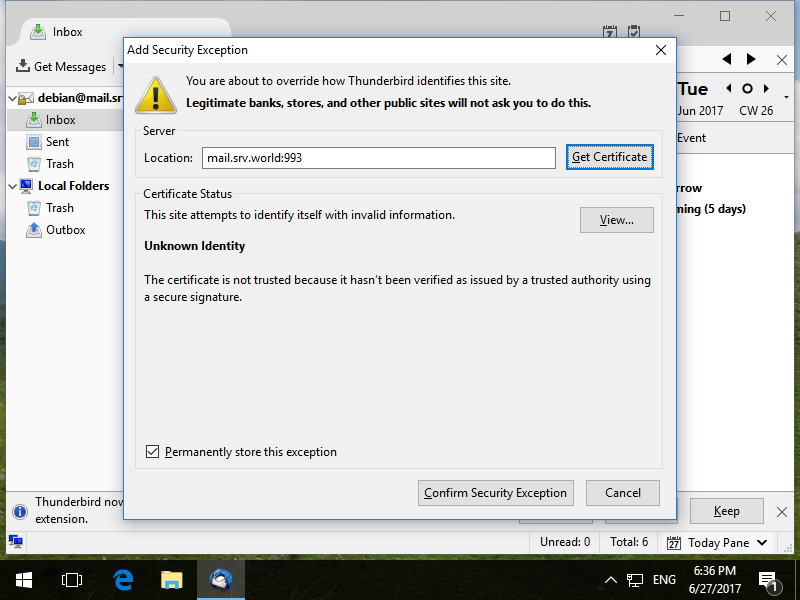 Inbox
Add Security Exception
You are about to override how Thunderbird identifies this site.
Legitimate banks, stores, and other public sites will not ask you to do this.
Server
Location:
mail.srv.world:993
Get Certificate
Certificate Status
This site attempts to identify itself with invalid information.
View...
Unknown Identity
The certificate is not trusted because it hasn't been verified as issued by a trusted authority using
a secure signature.
Permanently store this exception
Confirm Security Exception
Cancel
Get Messages
debian@mail.sr
Inbox
Sent
Trash
Local Folders
Trash
Outbox
7
Tue
Jun 2017
CW 26
Event
rrow
ming (5 days)
Thunderbird now
extension.
Keep
Unread: 0
Total: 6
27
Today Pane
ENG
6:36 PM
6/27/2017
1